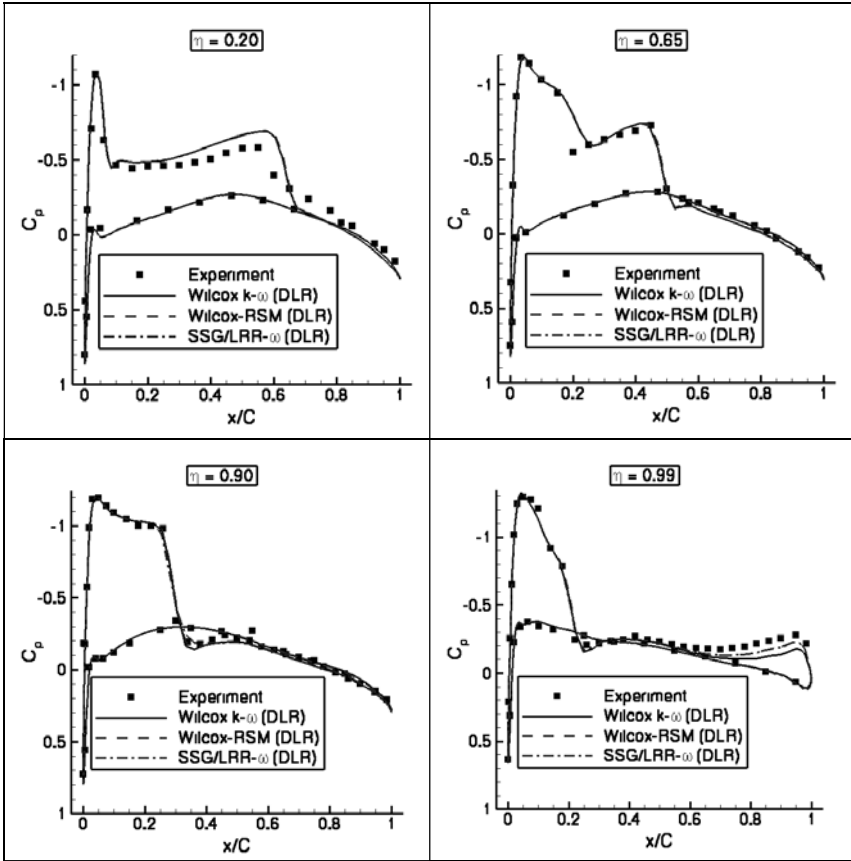 η = 0.20
-1
-0.5
0
0.5
1
C_p
Experiment
Wilcox k-ω (DLR)
Wilcox-RSM (DLR)
SSG/LRR-ω (DLR)
0
0.2
0.4
0.6
0.8
1
x/C
η = 0.65
-1
-0.5
0
0.5
1
C_p
Experiment
Wilcox k-ω (DLR)
Wilcox-RSM (DLR)
SSG/LRR-ω (DLR)
0
0.2
0.4
0.6
0.8
1
x/C
η = 0.90
-1
-0.5
0
0.5
1
C_p
Experiment
Wilcox k-ω (DLR)
Wilcox-RSM (DLR)
SSG/LRR-ω (DLR)
0
0.2
0.4
0.6
0.8
1
x/C
η = 0.99
-1
-0.5
0
0.5
1
C_p
Experiment
Wilcox k-ω (DLR)
Wilcox-RSM (DLR)
SSG/LRR-ω (DLR)
0
0.2
0.4
0.6
0.8
1
x/C